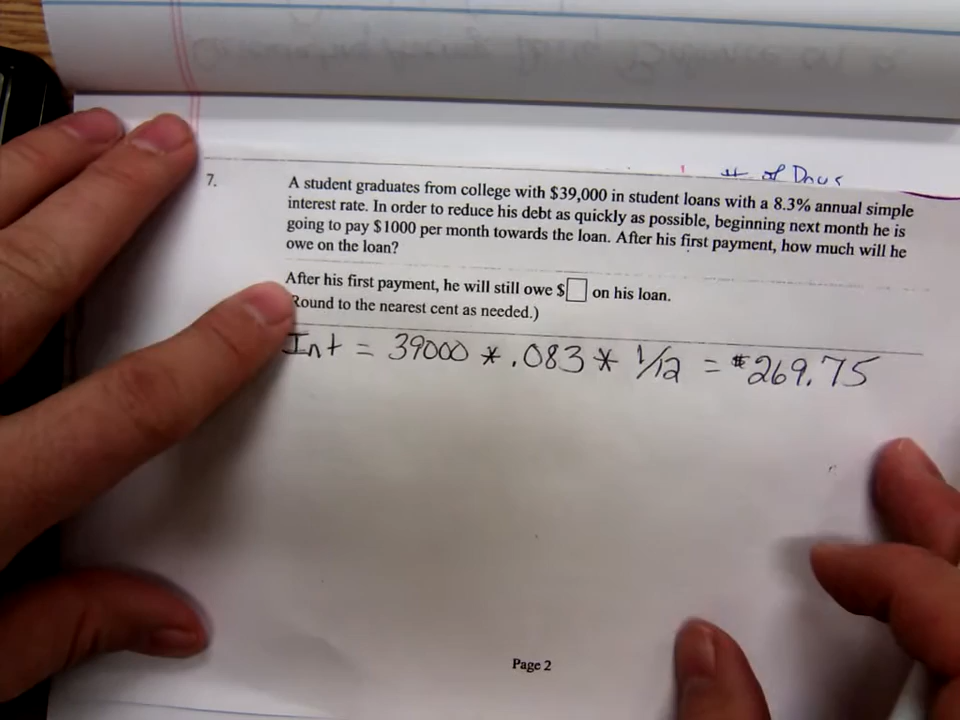 # of Days
7.
A student graduates from college with $39,000 in student loans with a 8.3% annual simple
interest rate. In order to reduce his debt as quickly as possible, beginning next month he is
going to pay $1000 per month towards the loan. After his first payment, how much will he
owe on the loan?
After his first payment, he will still owe $ on his loan.
Round to the nearest cent as needed.)
Int = 39000 * .083 * 1/12 = $269.75
Page 2